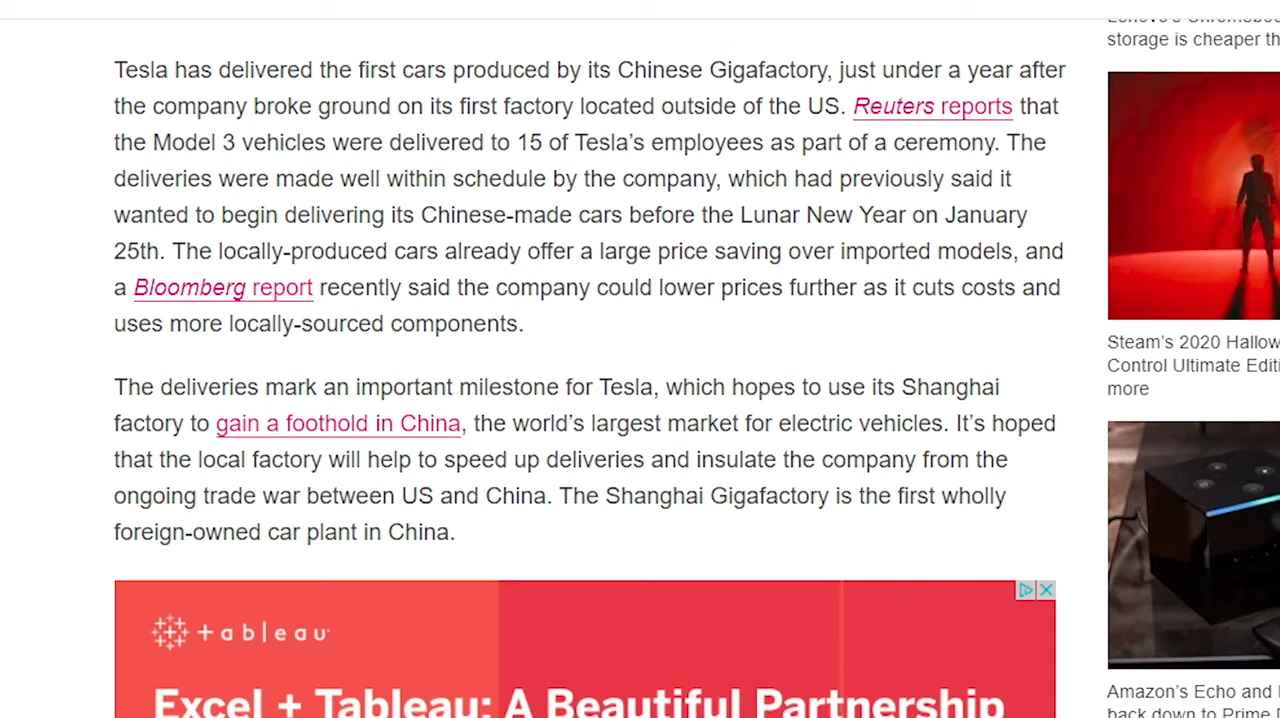 Tesla has delivered the first cars produced by its Chinese Gigafactory, just under a year after
the company broke ground on its first factory located outside of the US. Reuters reports that
the Model 3 vehicles were delivered to 15 of Tesla's employees as part of a ceremony. The
deliveries were made well within schedule by the company, which had previously said it
wanted to begin delivering its Chinese-made cars before the Lunar New Year on January
25th. The locally-produced cars already offer a large price saving over imported models, and
a Bloomberg report recently said the company could lower prices further as it cuts costs and
uses more locally-sourced components.
The deliveries mark an important milestone for Tesla, which hopes to use its Shanghai
factory to gain a foothold in China, the world's largest market for electric vehicles. It's hoped
that the local factory will help to speed up deliveries and insulate the company from the
ongoing trade war between US and China. The Shanghai Gigafactory is the first wholly
foreign-owned car plant in China.
+ableau
Excel + Tableau: A Beautiful Partnership
storage is cheaper
Steam's 2020
Control Ultimate
more
Amazon's Echo and
back down to Prime